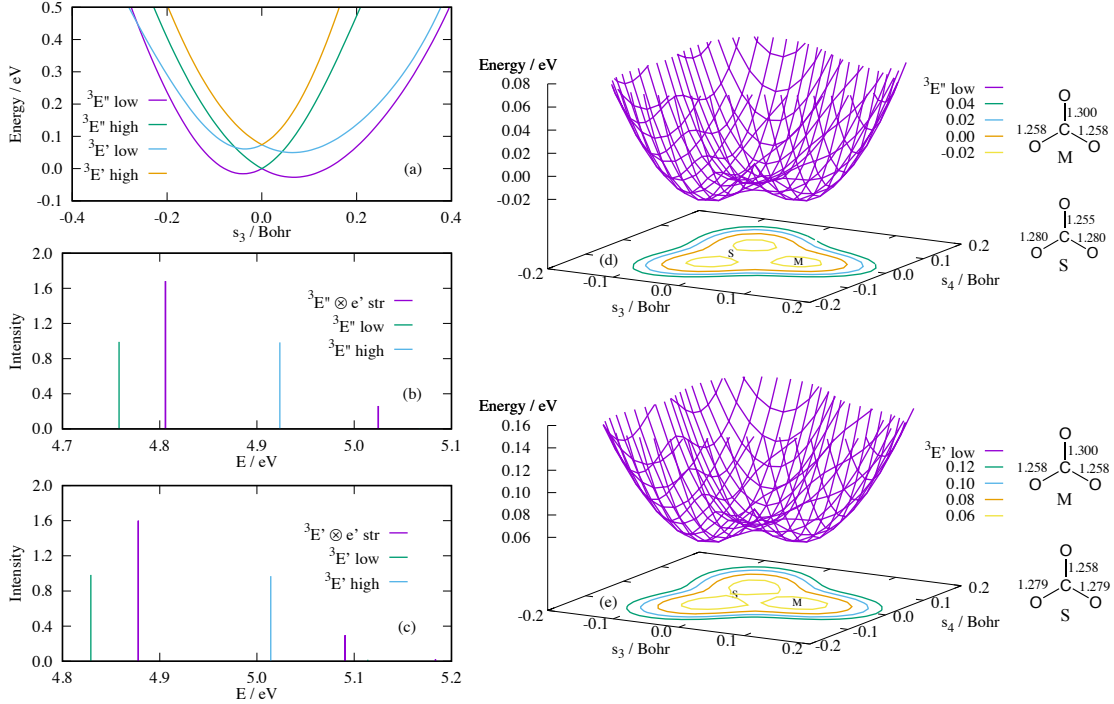 0.5
0.4
0.3
0.2
0.1
0.0
-0.1
Energy / eV
³E" low
³E" high
³E' low
³E' high
(a)
-0.4 -0.2 0.0 0.2 0.4
s₃ / Bohr
2.0
1.6
1.2
0.8
0.4
0.0
Intensity
³E" ⊗ e' str
³E" low
³E" high
(b)
4.7 4.8 4.9 5.0 5.1
E / eV
2.0
1.6
1.2
0.8
0.4
0.0
Intensity
³E' ⊗ e' str
³E' low
³E' high
(c)
4.8 4.9 5.0 5.1 5.2
E / eV
Energy / eV
0.08
0.06
0.04
0.02
0.00
-0.02
³E" low
0.04
0.02
0.00
-0.02
(d)
S
M
-0.2 -0.1 0.0 0.1 0.2
s₃ / Bohr
-0.2 -0.1 0.0 0.1 0.2
s₄ / Bohr
O
1.300
1.258 C 1.258
O O
M
O
1.255
1.280 C 1.280
O O
S
Energy / eV
0.16
0.14
0.12
0.10
0.08
0.06
³E' low
0.12
0.10
0.08
0.06
(e)
S
M
-0.2 -0.1 0.0 0.1 0.2
s₃ / Bohr
-0.2 -0.1 0.0 0.1 0.2
s₄ / Bohr
O
1.300
1.258 C 1.258
O O
M
O
1.258
1.279 C 1.279
O O
S